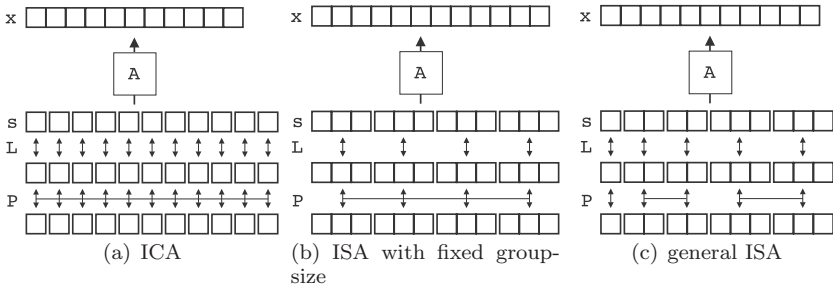 x
A
s
L
P
(a) ICA
x
A
s
L
P
(b) ISA with fixed group-
size
x
A
s
L
P
(c) general ISA